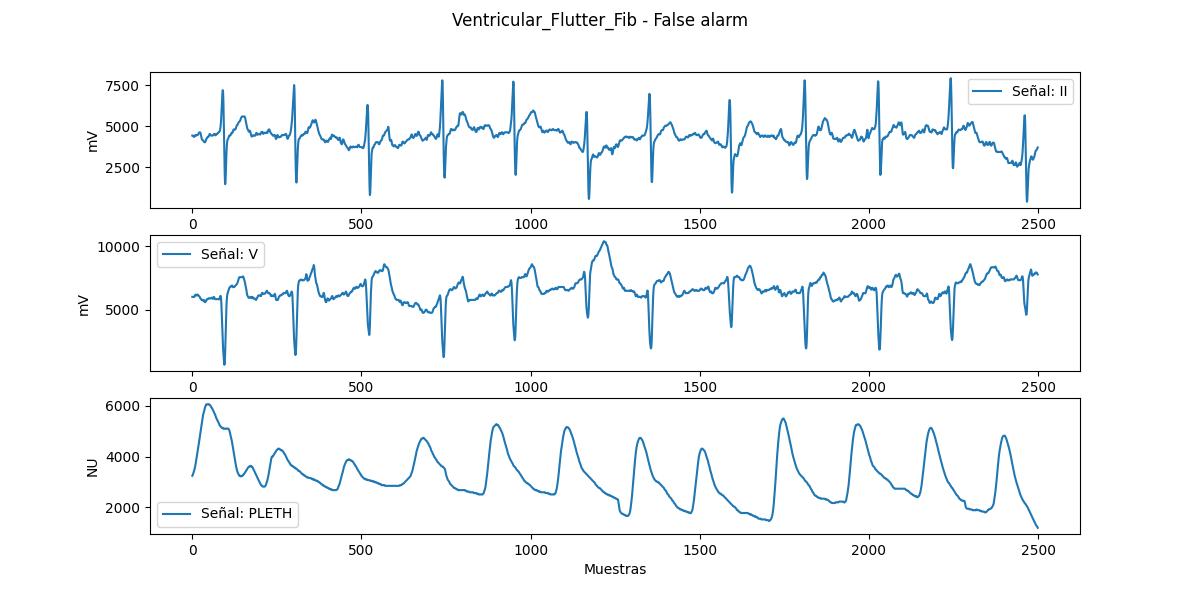 Ventricular_Flutter_Fib - False alarm
7500
5000
2500
mV
Señal: II
0 500 1000 1500 2000 2500
10000
5000
mV
Señal: V
0 500 1000 1500 2000 2500
6000
4000
2000
NU
Señal: PLETH
0 500 1000 1500 2000 2500
Muestras